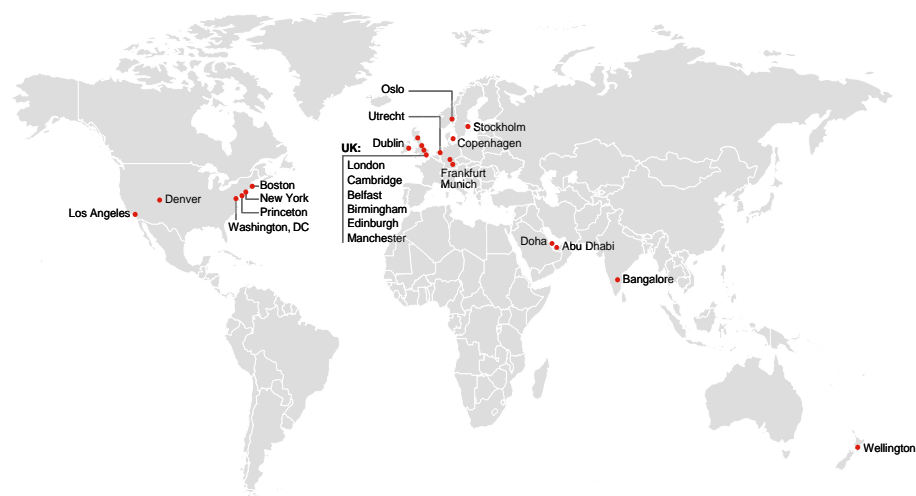 Oslo
Utrecht
Stockholm
Dublin
Copenhagen
UK:
London
Cambridge
Belfast
Birmingham
Edinburgh
Manchester
Frankfurt
Munich
Boston
New York
Princeton
Washington, DC
Denver
Los Angeles
Doha
Abu Dhabi
Bangalore
Wellington